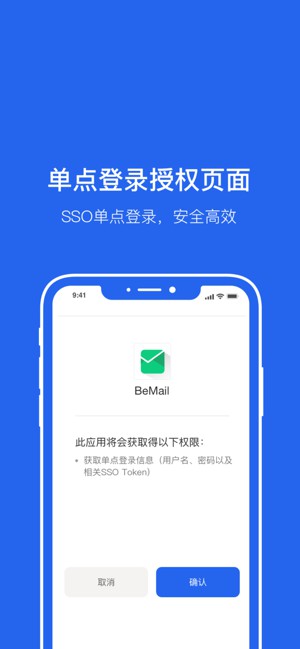 单点登录授权页面
SSO单点登录，安全高效
9:41
BeMail
此应用将会获取得以下权限：
获取单点登录信息（用户名、密码以及
相关SSO Token）
取消
确认